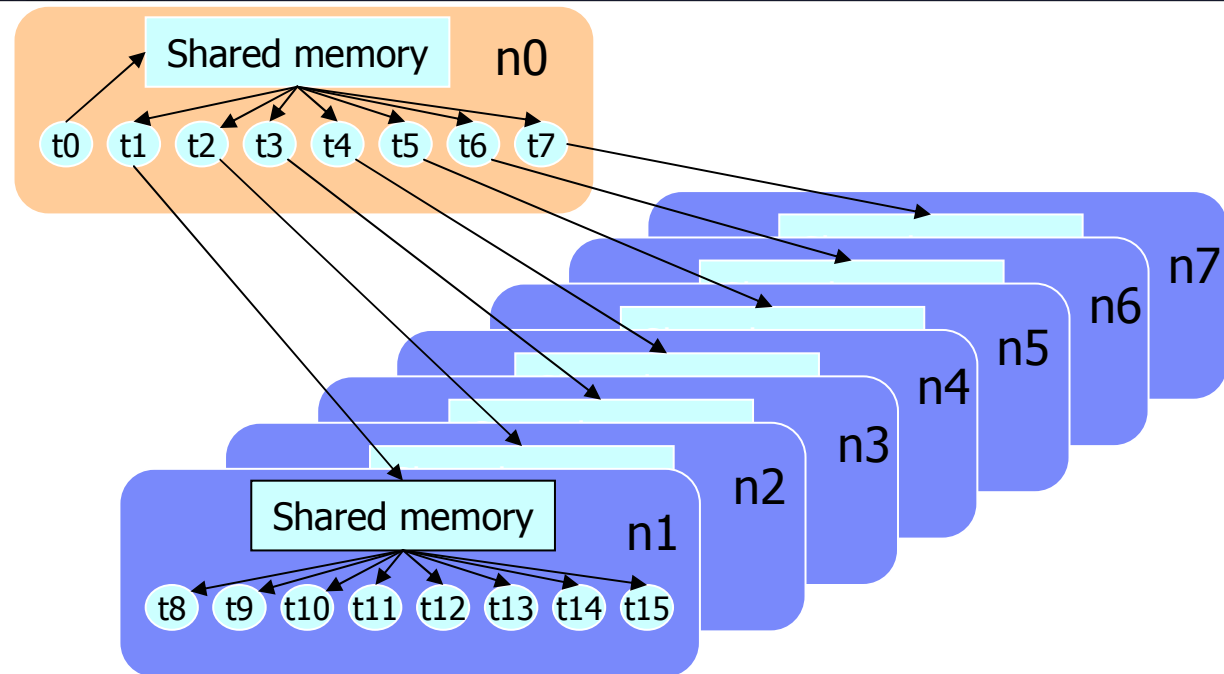 Shared memory
n0
t0 t1 t2 t3 t4 t5 t6 t7
n7
n6
n5
n4
n3
n2
Shared memory
n1
t8 t9 t10 t11 t12 t13 t14 t15